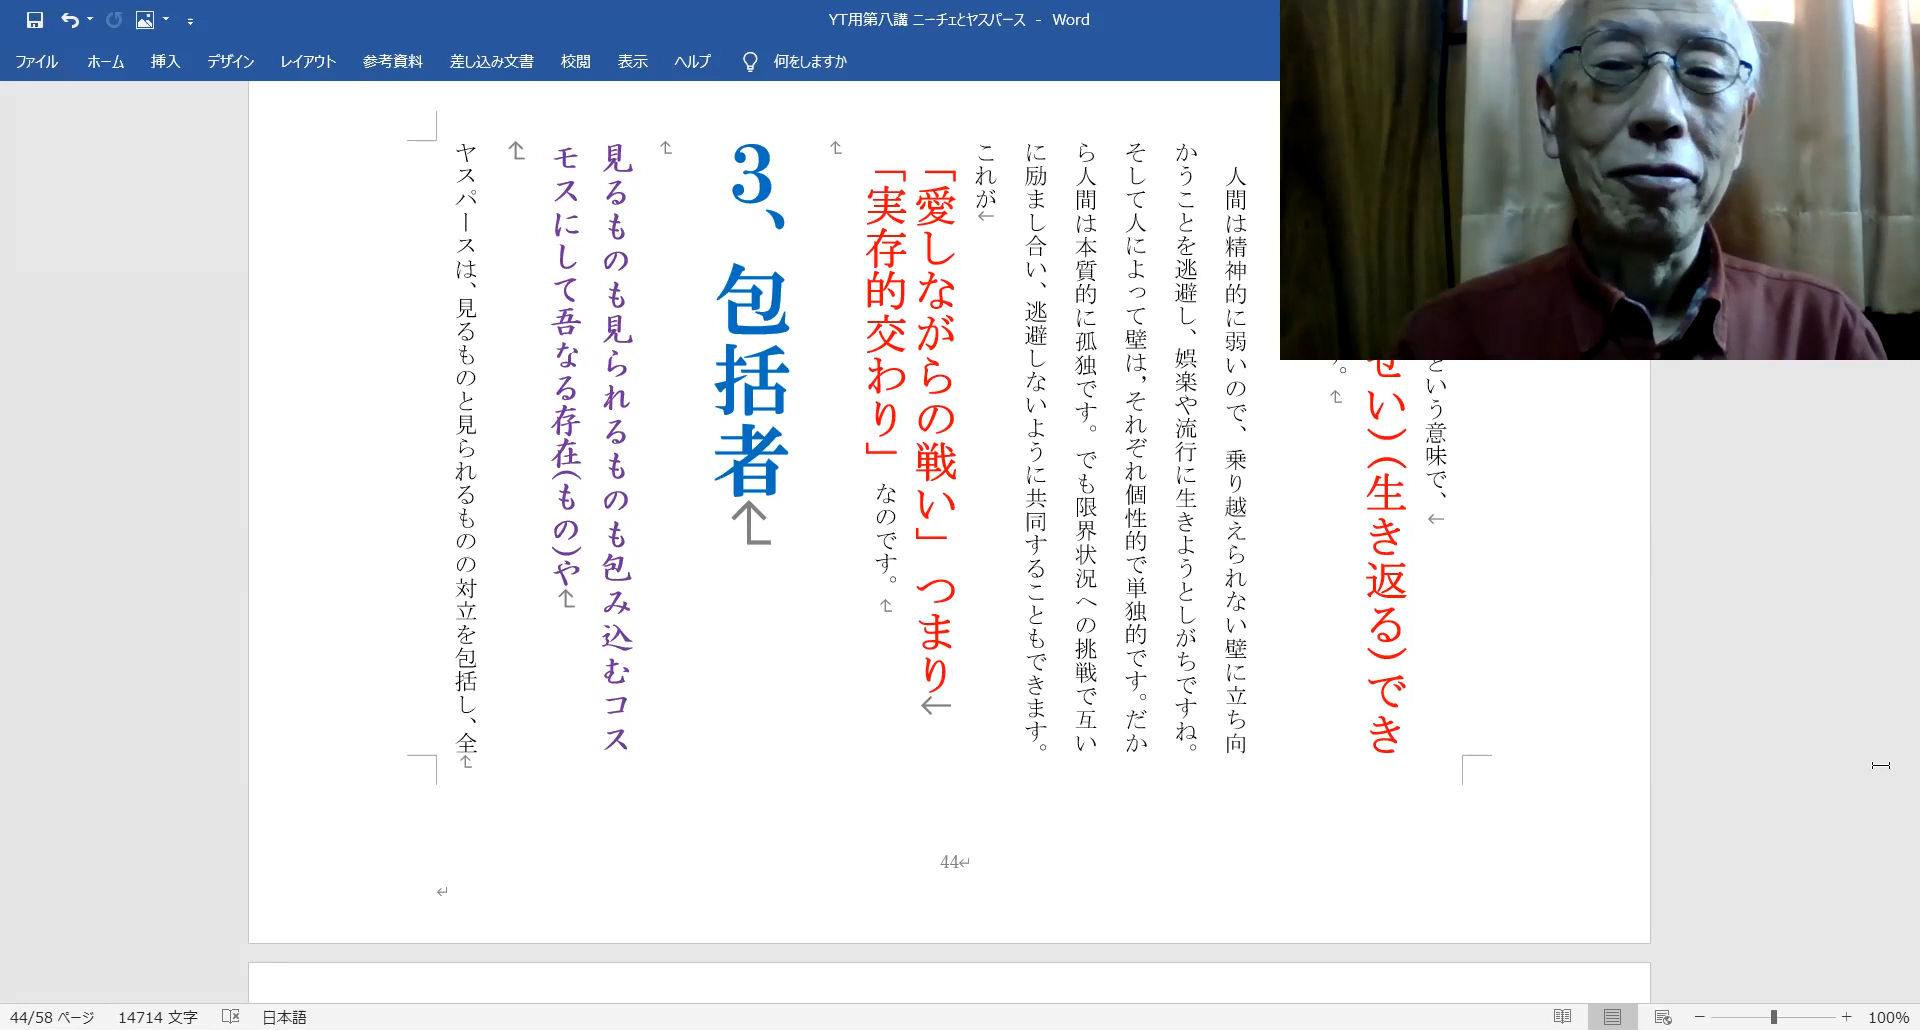 YT用第八講 ニーチェとヤスパース - Word
ファイル ホーム 挿入 デザイン レイアウト 参考資料 差し込み文書 校閲 表示 ヘルプ 何をしますか
という意味で、
せい）（生き返る）でき
。
人間は精神的に弱いので、乗り越えられない壁に立ち向
かうことを逃避し、娯楽や流行に生きようとしがちですね。
そして人によって壁は，それぞれ個性的で単独的です。だか
ら人間は本質的に孤独です。でも限界状況への挑戦で互い
に励まし合い、逃避しないように共同することもできます。
これが
「愛しながらの戦い」つまり
「実存的交わり」なのです。
3、包括者
見るものも見られるものも包み込むコス
モスにして吾なる存在(もの)や
ヤスパースは、見るものと見られるものの対立を包括し、全
44
44/58 ページ 14714 文字 日本語 100%